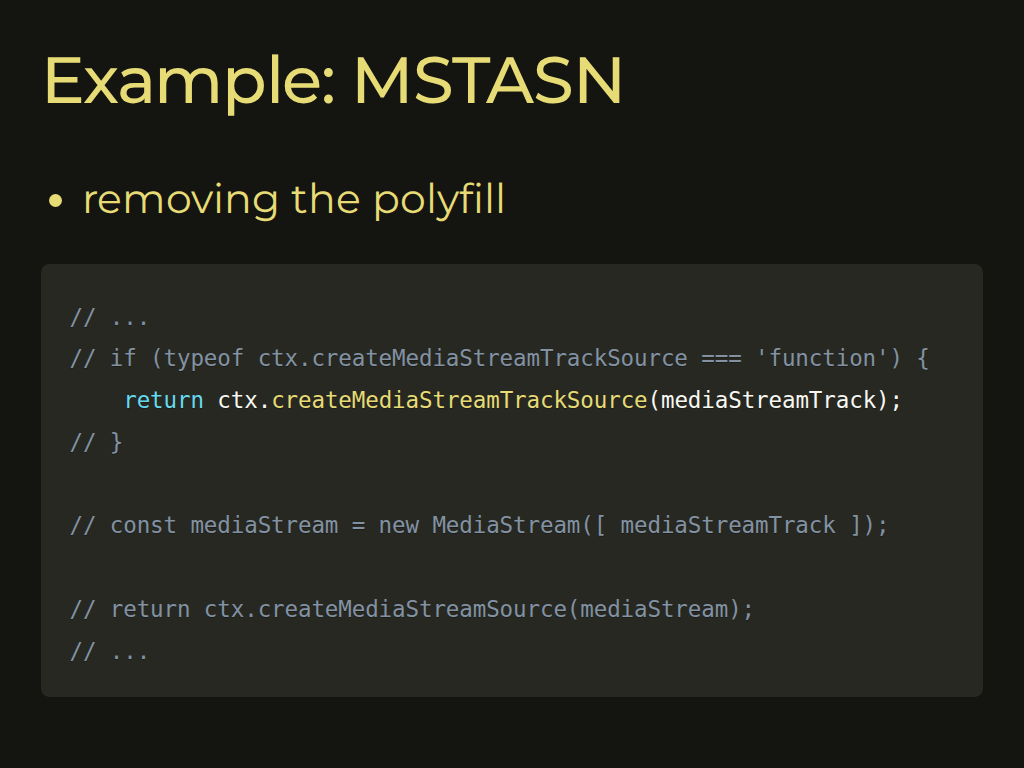 Example: MSTASN
• removing the polyfill
// ...
// if (typeof ctx.createMediaStreamTrackSource === 'function') {
    return ctx.createMediaStreamTrackSource(mediaStreamTrack);
// }
// const mediaStream = new MediaStream([ mediaStreamTrack ]);
// return ctx.createMediaStreamSource(mediaStream);
// ...